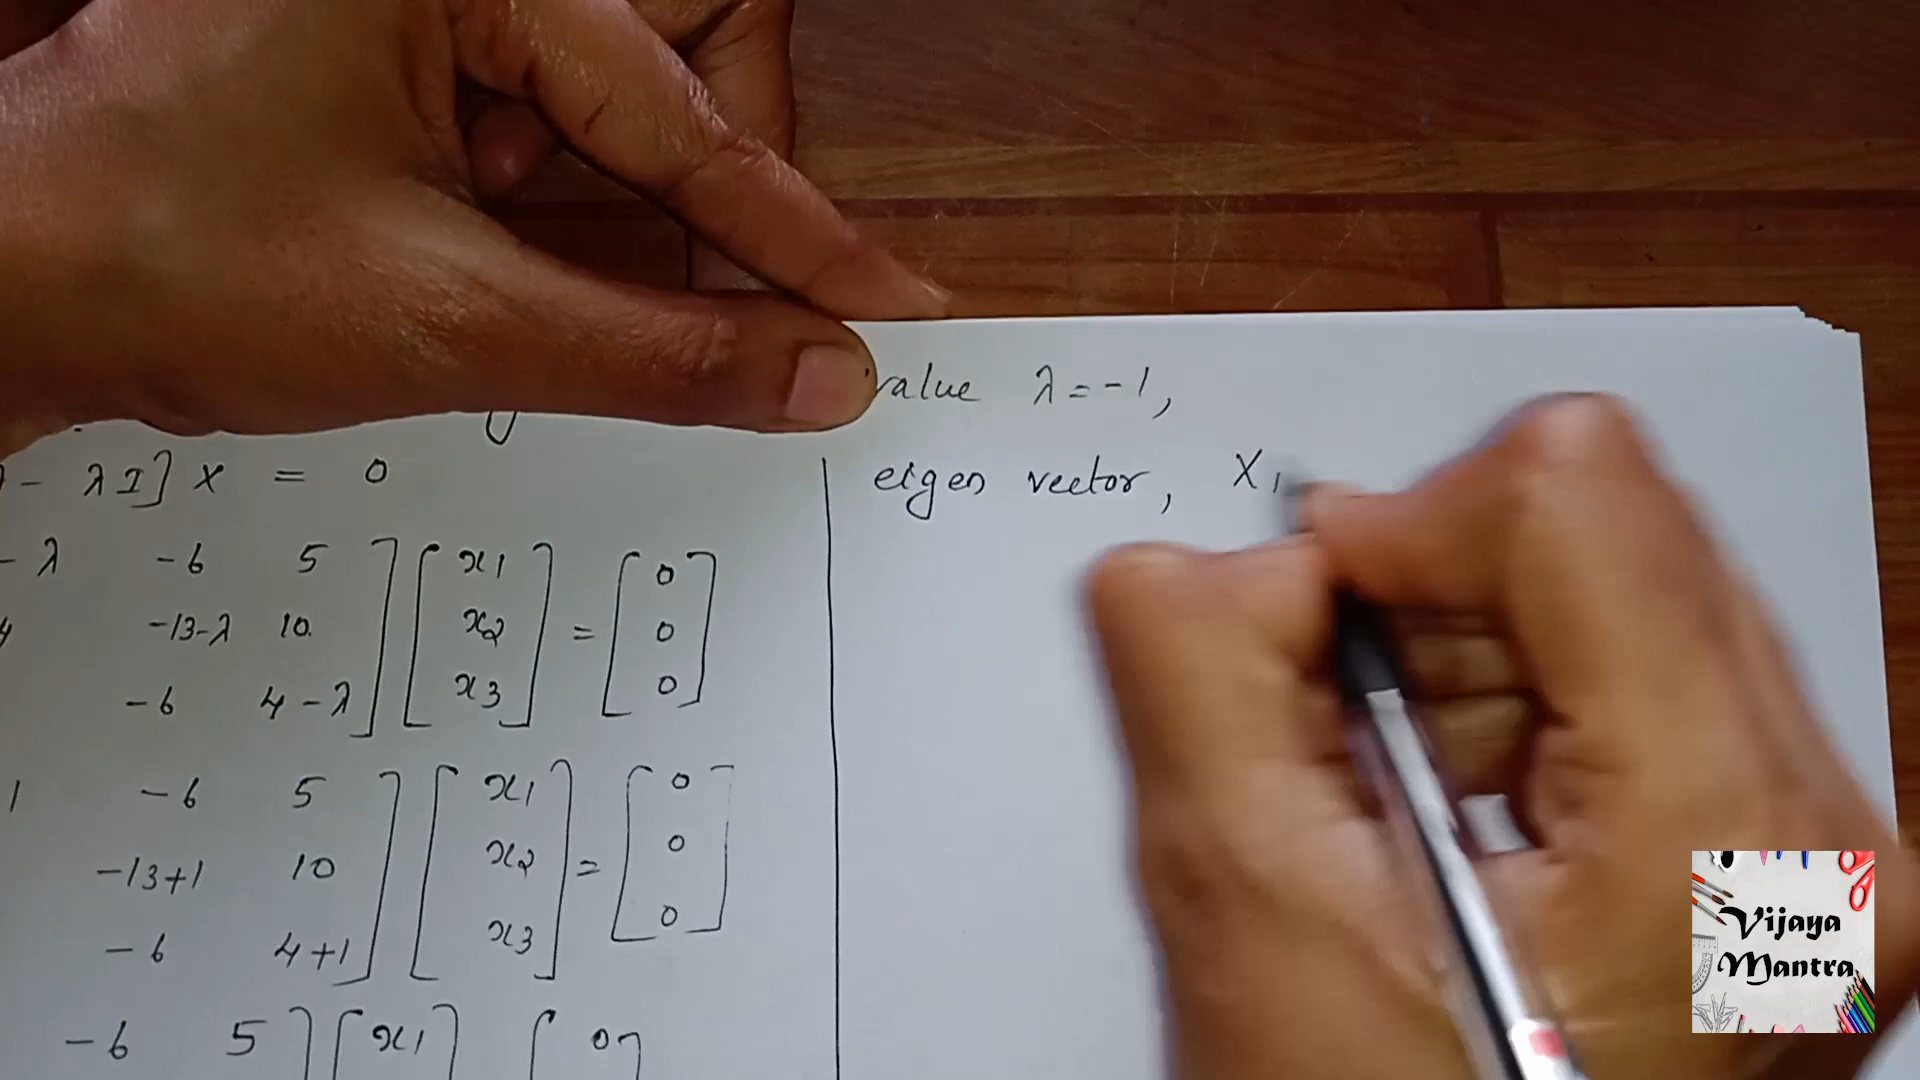 - λI] X = 0
- λ -6 5 ] [ x1 ] = [ 0 ]
4 -13-λ 10. x2 0
-6 4-λ x3 0
1 -6 5 ] [ x1 ] = [ 0 ]
-13+1 10 x2 0
-6 4+1 x3 0
-6 5 ] [ x1 ] [ 0 ]
value λ = -1,
eigen vector, X1
Vijaya
Mantra